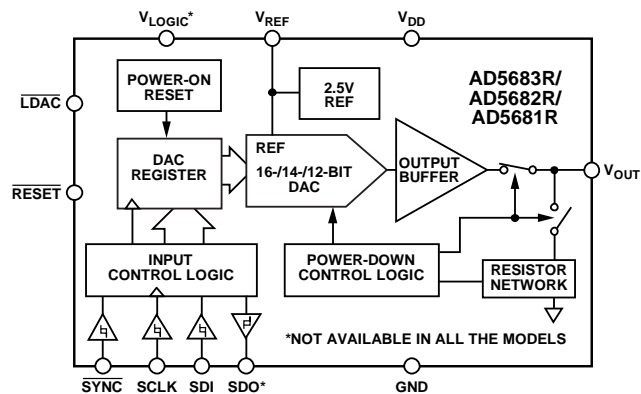 VLOGIC*
VREF
VDD
POWER-ON
RESET
2.5V
REF
AD5683R/
AD5682R/
AD5681R
LDAC
DAC
REGISTER
REF
16-/14-/12-BIT
DAC
OUTPUT
BUFFER
VOUT
RESET
INPUT
CONTROL LOGIC
POWER-DOWN
CONTROL LOGIC
RESISTOR
NETWORK
*NOT AVAILABLE IN ALL THE MODELS
SYNC
SCLK
SDI
SDO*
GND